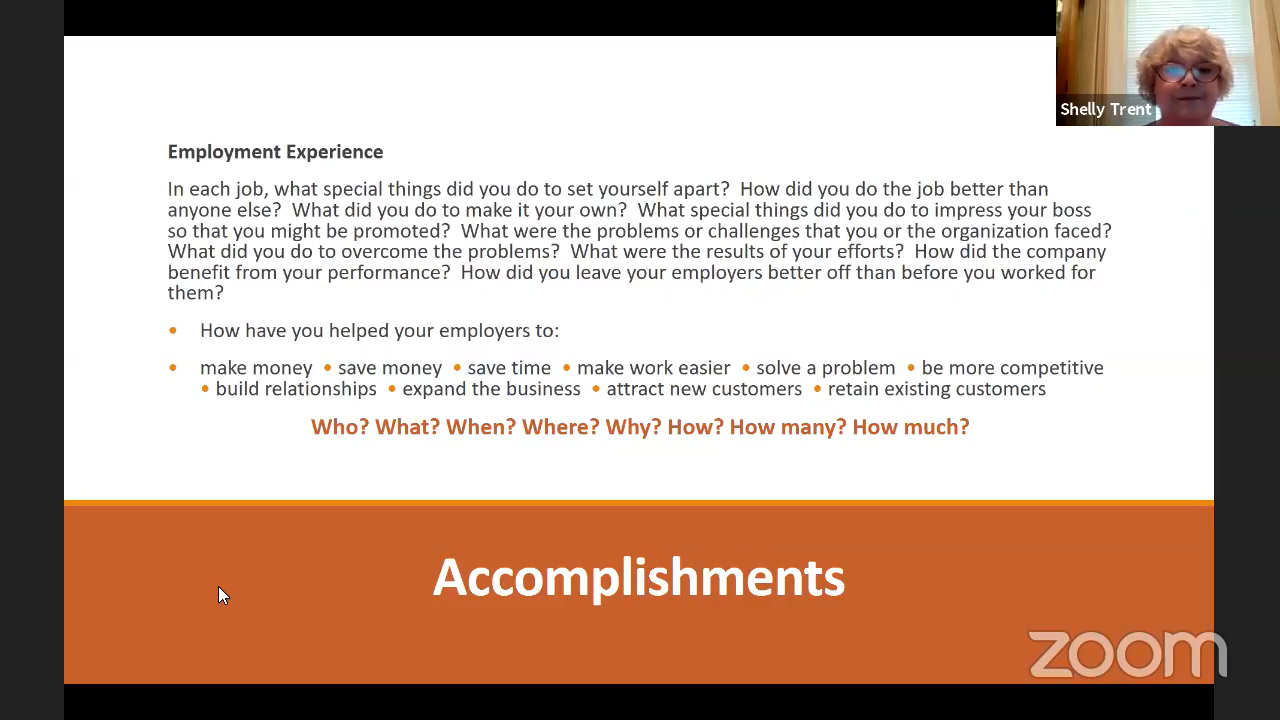 Shelly Trent
Employment Experience
In each job, what special things did you do to set yourself apart?  How did you do the job better than
anyone else?  What did you do to make it your own?  What special things did you do to impress your boss
so that you might be promoted?  What were the problems or challenges that you or the organization faced?
What did you do to overcome the problems?  What were the results of your efforts?  How did the company
benefit from your performance?  How did you leave your employers better off than before you worked for
them?
• How have you helped your employers to:
• make money • save money • save time • make work easier • solve a problem • be more competitive
• build relationships • expand the business • attract new customers • retain existing customers
Who? What? When? Where? Why? How? How many? How much?
Accomplishments
zoom